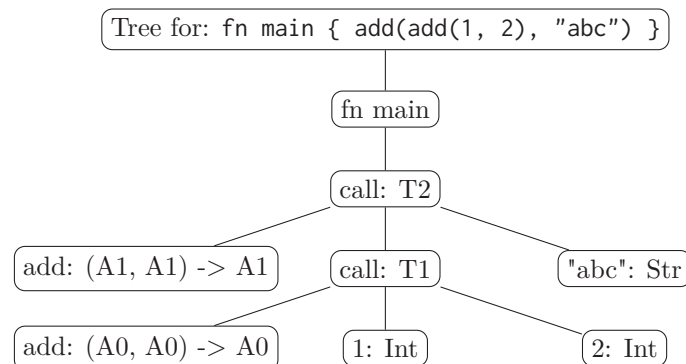 Tree for: fn main { add(add(1, 2), "abc") }
fn main
call: T2
add: (A1, A1) -> A1
call: T1
"abc": Str
add: (A0, A0) -> A0
1: Int
2: Int